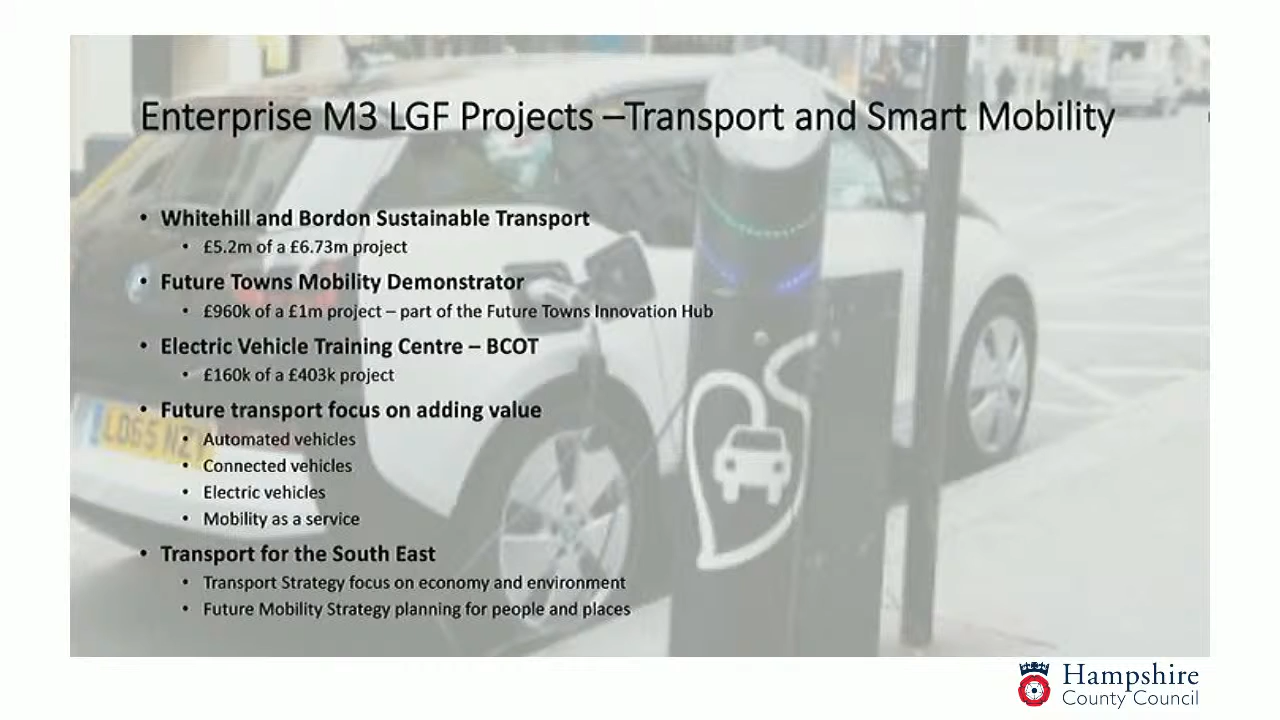 Enterprise M3 LGF Projects –Transport and Smart Mobility
• Whitehill and Bordon Sustainable Transport
• £5.2m of a £6.73m project
• Future Towns Mobility Demonstrator
• £960k of a £1m project – part of the Future Towns Innovation Hub
• Electric Vehicle Training Centre – BCOT
• £160k of a £403k project
• Future transport focus on adding value
• Automated vehicles
• Connected vehicles
• Electric vehicles
• Mobility as a service
• Transport for the South East
• Transport Strategy focus on economy and environment
• Future Mobility Strategy planning for people and places
Hampshire
County Council